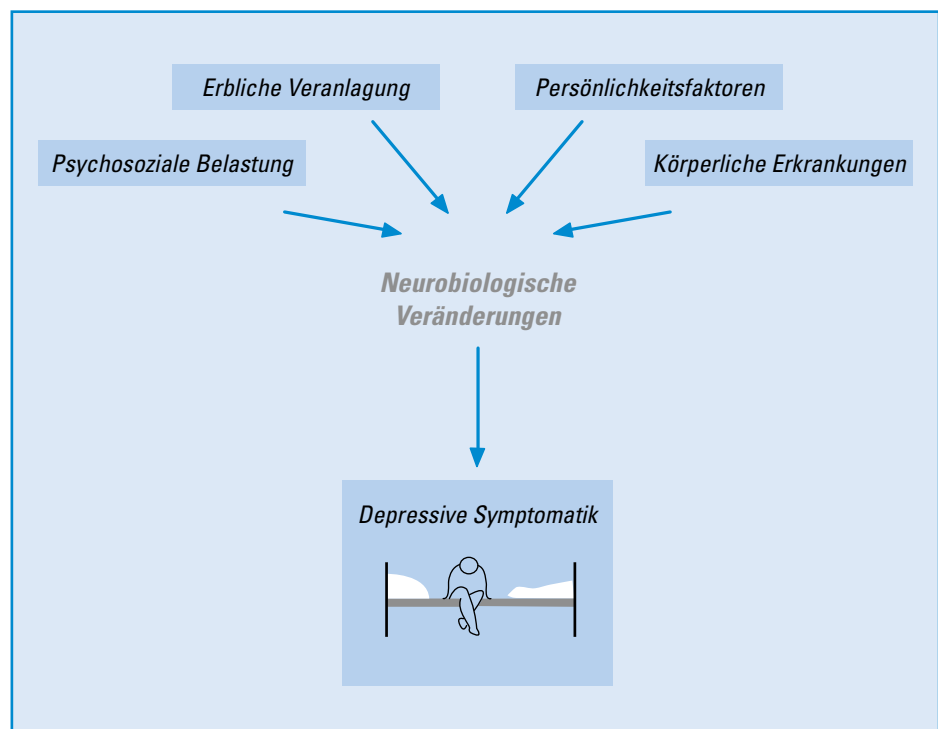 Erbliche Veranlagung
Persönlichkeitsfaktoren
Psychosoziale Belastung
Körperliche Erkrankungen
Neurobiologische
Veränderungen
Depressive Symptomatik